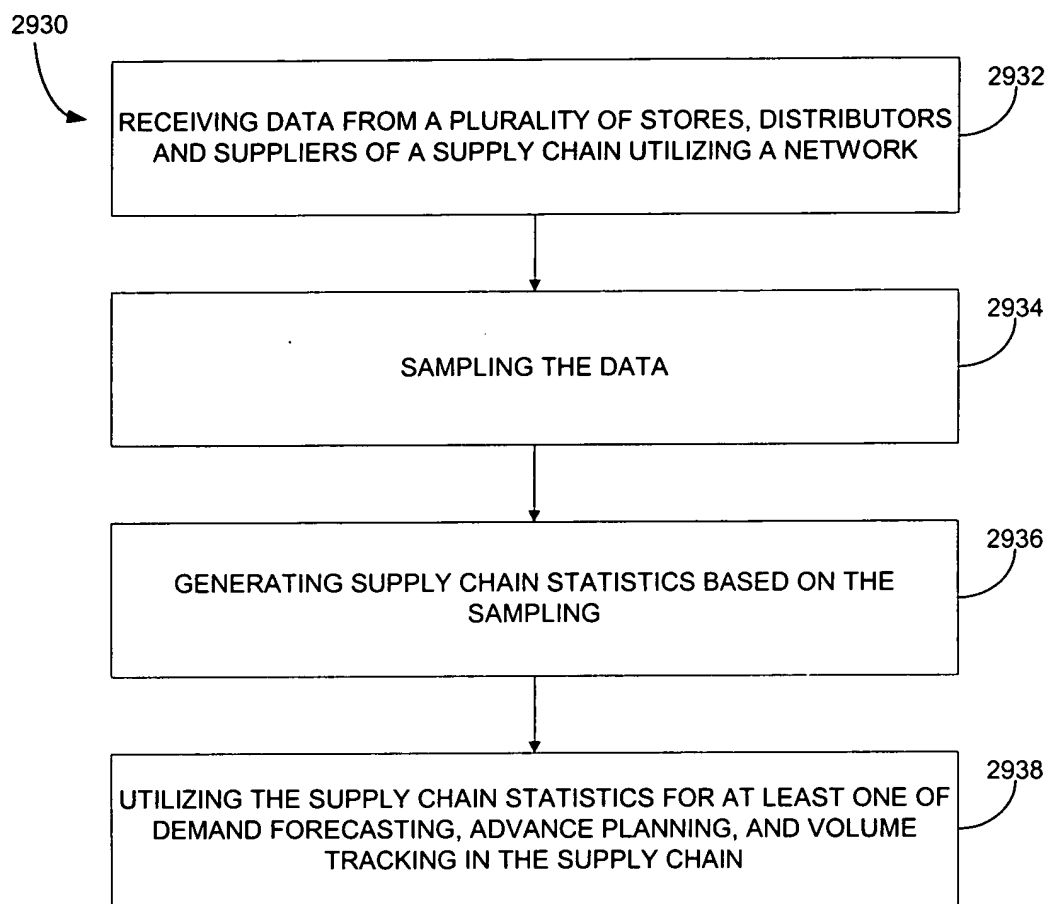 2930
2932
RECEIVING DATA FROM A PLURALITY OF STORES, DISTRIBUTORS
AND SUPPLIERS OF A SUPPLY CHAIN UTILIZING A NETWORK
2934
SAMPLING THE DATA
2936
GENERATING SUPPLY CHAIN STATISTICS BASED ON THE
SAMPLING
2938
UTILIZING THE SUPPLY CHAIN STATISTICS FOR AT LEAST ONE OF
DEMAND FORECASTING, ADVANCE PLANNING, AND VOLUME
TRACKING IN THE SUPPLY CHAIN